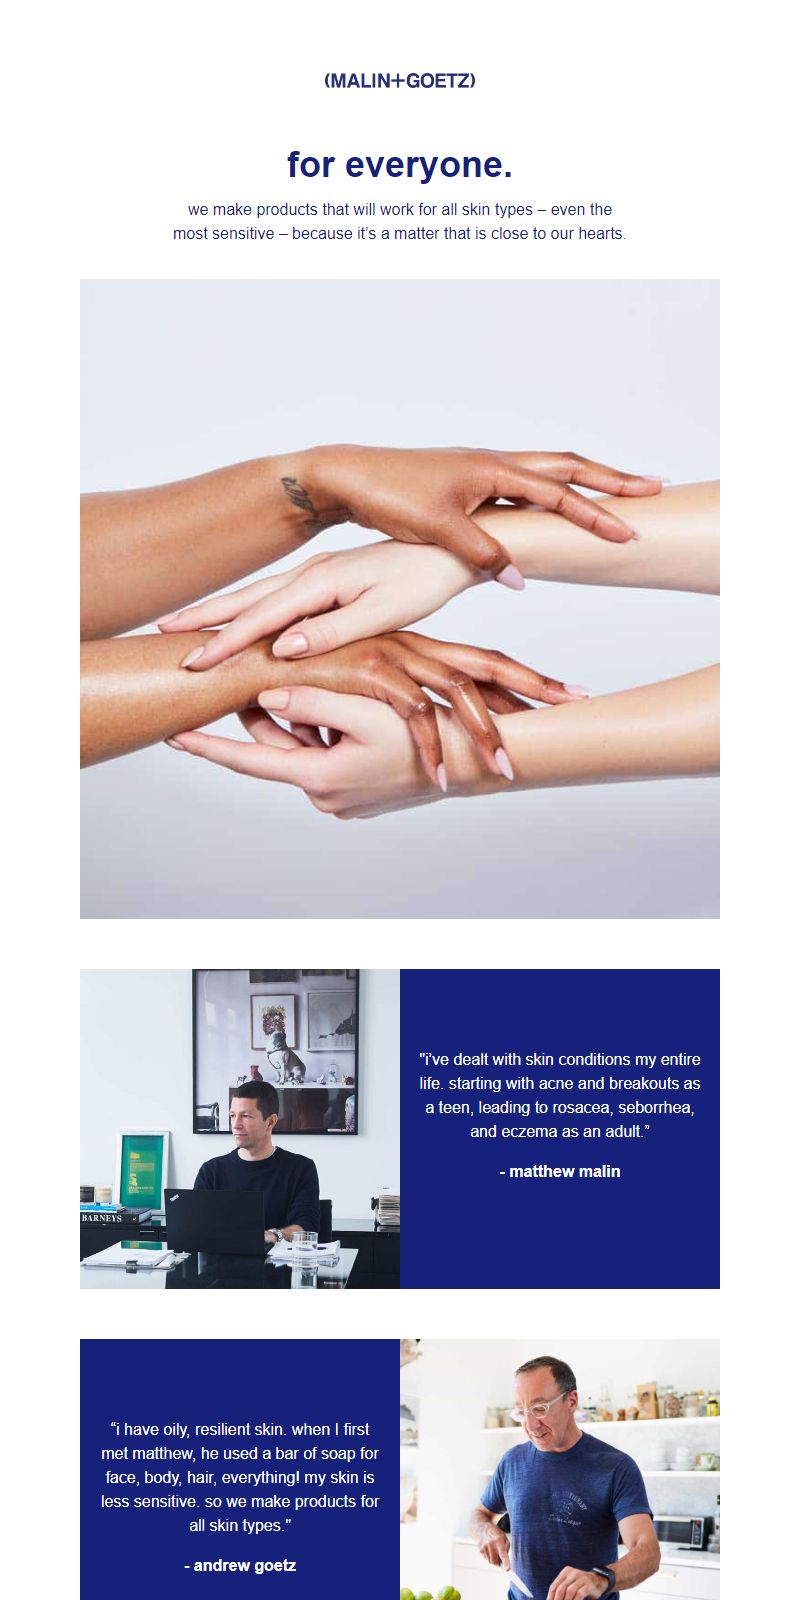 (MALIN+GOETZ)
for everyone.
we make products that will work for all skin types – even the
most sensitive – because it’s a matter that is close to our hearts.
"i’ve dealt with skin conditions my entire
life. starting with acne and breakouts as
a teen, leading to rosacea, seborrhea,
and eczema as an adult.”
- matthew malin
BARNEYS
“i have oily, resilient skin. when I first
met matthew, he used a bar of soap for
face, body, hair, everything! my skin is
less sensitive. so we make products for
all skin types."
- andrew goetz